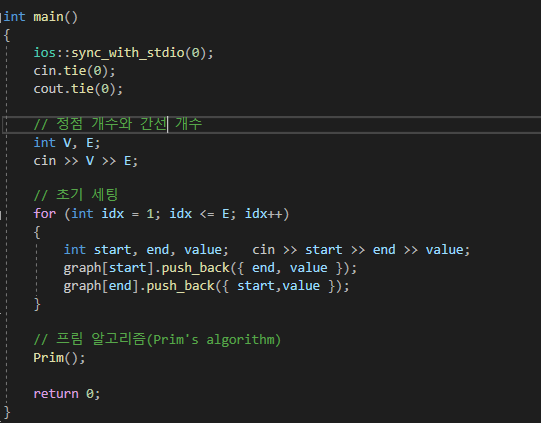 int main()
{
ios::sync_with_stdio(0);
cin.tie(0);
cout.tie(0);
// 정점 개수와 간선 개수
int V, E;
cin >> V >> E;
// 초기 세팅
for (int idx = 1; idx <= E; idx++)
{
int start, end, value;   cin >> start >> end >> value;
graph[start].push_back({ end, value });
graph[end].push_back({ start,value });
}
// 프림 알고리즘(Prim's algorithm)
Prim();
return 0;
}